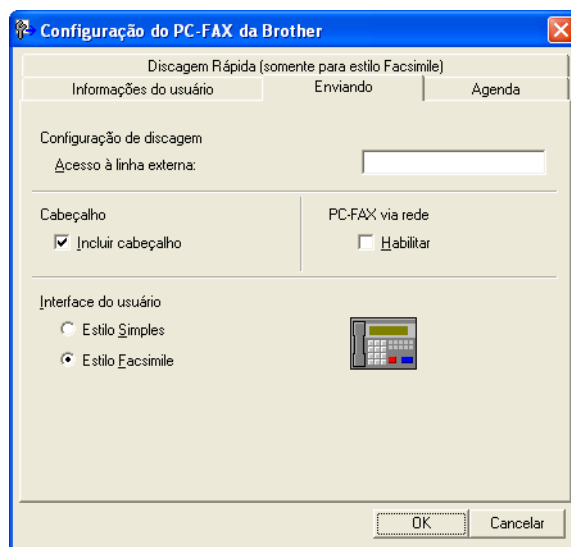 Configuração do PC-FAX da Brother
Discagem Rápida (somente para estilo Facsimile)
Informações do usuário
Enviando
Agenda
Configuração de discagem
Acesso à linha externa:
Cabeçalho
Incluir cabeçalho
PC-FAX via rede
Habilitar
Interface do usuário
Estilo Simples
Estilo Facsimile
OK
Cancelar